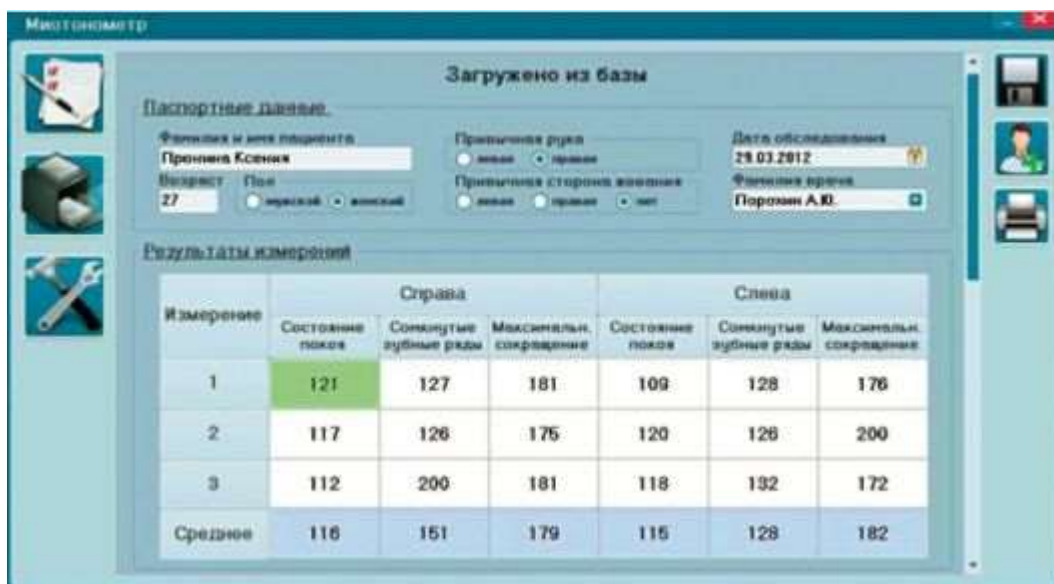 Миотонометр
Загружено из базы
Паспортные данные
Фамилия и имя пациента
Привычная рука
Дата обследования
Пронина Ксения
левая правая
29.03.2012
Возраст Пол
Привычная сторона жевания
Фамилия врача
27 мужской женский
левая правая нет
Порохин А.Ю.
Результаты измерений
Измерение Справа Слева
Состояние покоя Сомкнутые зубные ряды Максимальн. сокращение Состояние покоя Сомкнутые зубные ряды Максимальн. сокращение
1 121 127 181 109 128 176
2 117 126 175 120 126 200
3 112 200 181 118 132 172
Среднее 116 151 179 115 128 182